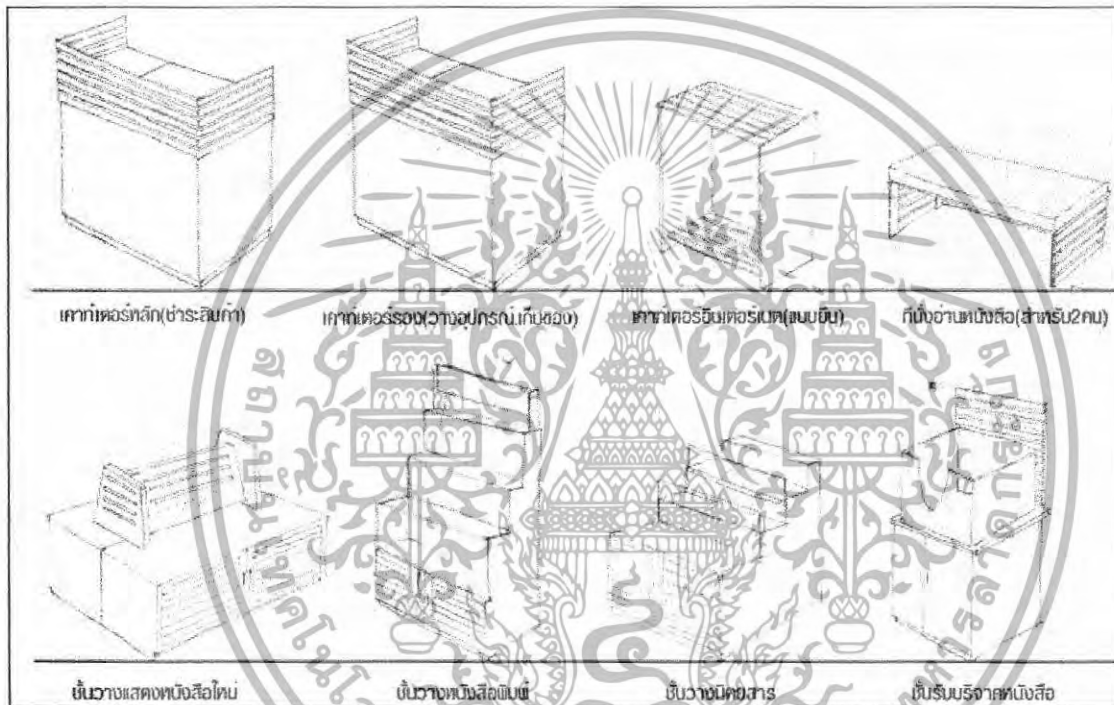 เคาท์เตอร์หลัก(ชำระสินค้า)
เคาท์เตอร์รอง(วางอุปกรณ์,เก็บของ)
เคาท์เตอร์อินเตอร์เนต(แบบยืน)
ที่นั่งอ่านหนังสือ(สำหรับ2คน)
ชั้นวางแสดงหนังสือใหม่
ชั้นวางหนังสือพิมพ์
ชั้นวางนิตยสาร
ชั้นรับบริจาคหนังสือ